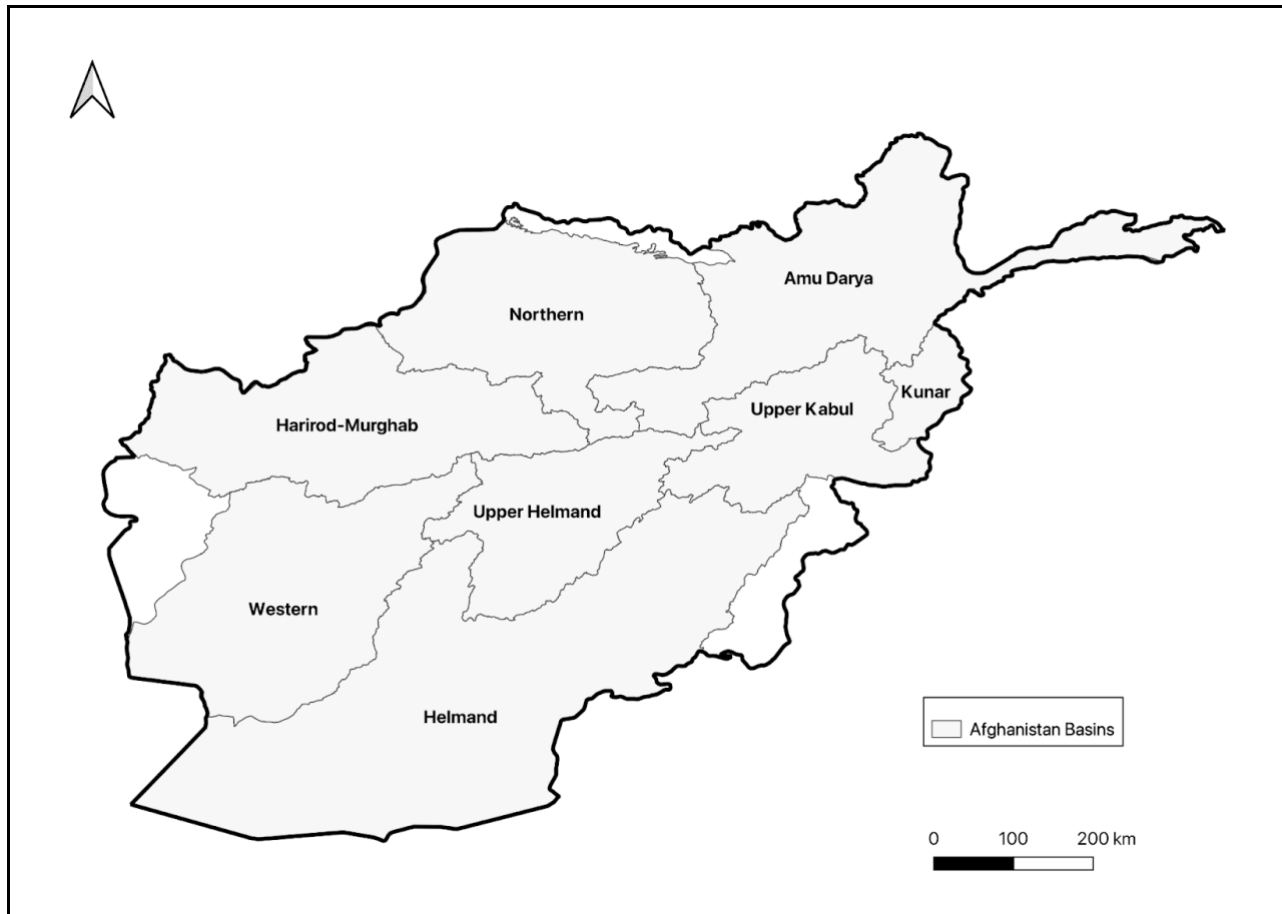 Amu Darya
Northern
Kunar
Upper Kabul
Harirod-Murghab
Upper Helmand
Western
Helmand
Afghanistan Basins
0 100 200 km